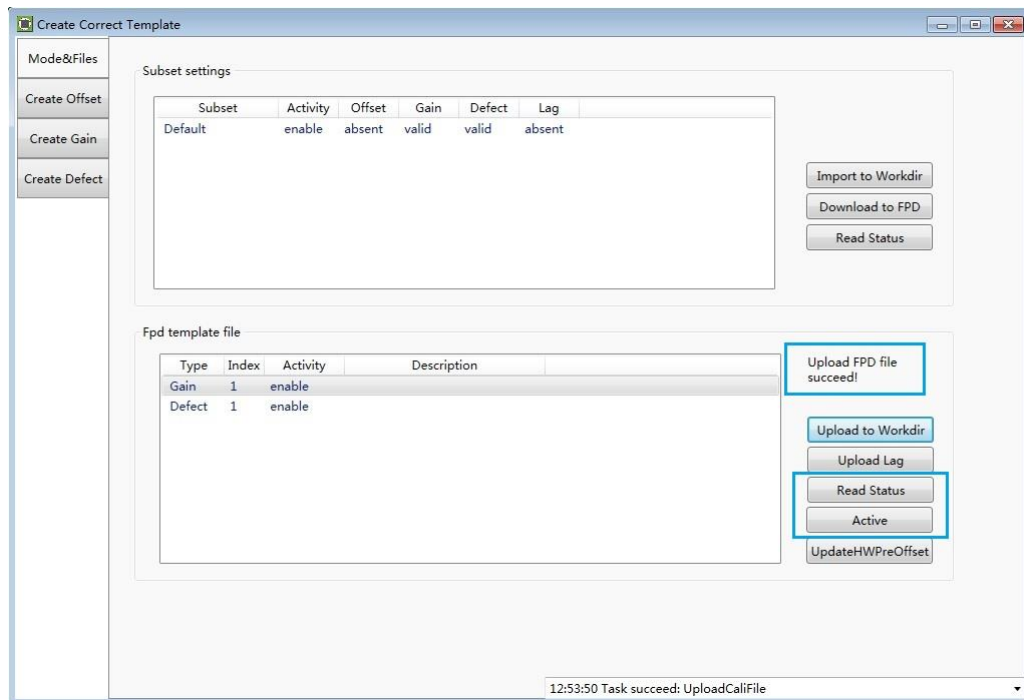 Create Correct Template
Mode&Files
Create Offset
Create Gain
Create Defect
Subset settings
Subset Activity Offset Gain Defect Lag
Default enable absent valid valid absent
Import to Workdir
Download to FPD
Read Status
Fpd template file
Type Index Activity Description
Gain 1 enable
Defect 1 enable
Upload FPD file
succeed!
Upload to Workdir
Upload Lag
Read Status
Active
UpdateHWPreOffset
12:53:50 Task succeed: UploadCaliFile